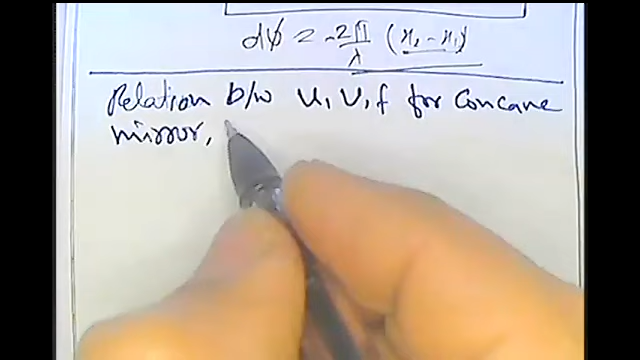 dφ = -2π/λ (x₂ - x₁)
Relation b/w u, v, f for Concave
mirror,